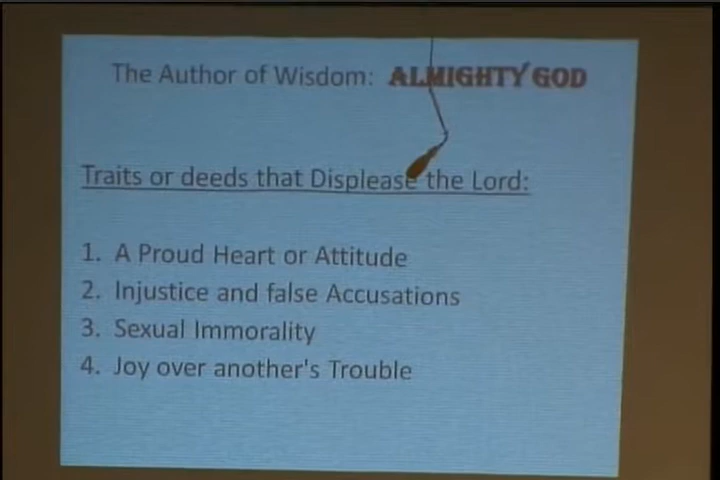 The Author of Wisdom: ALMIGHTY GOD
Traits or deeds that Displease the Lord:
1. A Proud Heart or Attitude
2. Injustice and false Accusations
3. Sexual Immorality
4. Joy over another's Trouble